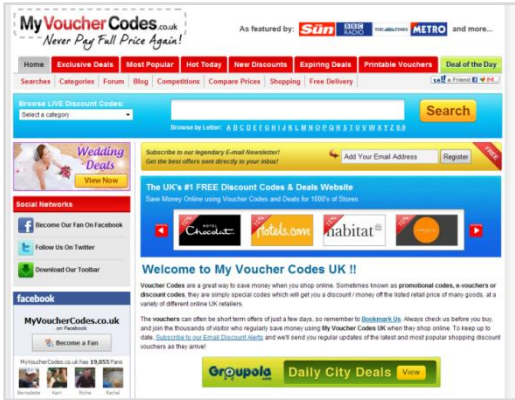 My Voucher Codes.co.uk
Never Pay Full Price Again!
As featured by: Sun BBC RADIO THE TIMES METRO and more...
Home Exclusive Deals Most Popular Hot Today New Discounts Expiring Deals Printable Vouchers Deal of the Day
Searches Categories Forum Blog Competitions Compare Prices Shopping Free Delivery
a Friend
Browse LIVE Discount Codes:
Select a category
Search
Browse by Letter: A B C D E F G H I J K L M N O P Q R S T U V W X Y Z 0-9
Wedding
Deals
View Now
Subscribe to our legendary E-mail Newsletter!
Get the best offers sent directly to your inbox!
Add Your Email Address
Register
FREE
Social Networks
Become Our Fan On Facebook
Follow Us On Twitter
Download Our Toolbar
The UK's #1 FREE Discount Codes & Deals Website
Save Money Online using Voucher Codes and Deals for 1000's of Stores
HOTEL
Chocolat
Hotels.com
habitat
facebook
MyVoucherCodes.co.uk
on Facebook
Become a Fan
MyVoucherCodes.co.uk has 19,855 Fans
Bernadette Karri Richie Rachel
Welcome to My Voucher Codes UK !!
Voucher Codes are a great way to save money when you shop online. Sometimes known as promotional codes, e-vouchers or
discount codes, they are simply special codes which will get you a discount / money off the listed retail price of many goods, at a
variety of different online UK retailers.
The vouchers can often be short term offers of just a few days, so remember to Bookmark Us. Always check us before you buy,
and join the thousands of visitor who regularly save money using My Voucher Codes UK when they shop online. To keep up to
date, Subscribe to our Email Discount Alerts and we'll send you regular updates of the latest and most popular shopping discount
vouchers as they arrive!
Groupola.com
Daily City Deals
View